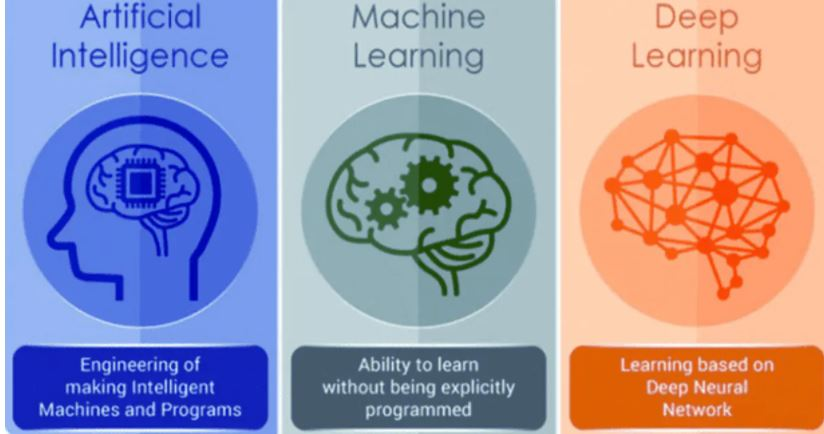 Artificial
Intelligence
Engineering of
making Intelligent
Machines and Programs
Machine
Learning
Ability to learn
without being explicitly
programmed
Deep
Learning
Learning based on
Deep Neural
Network